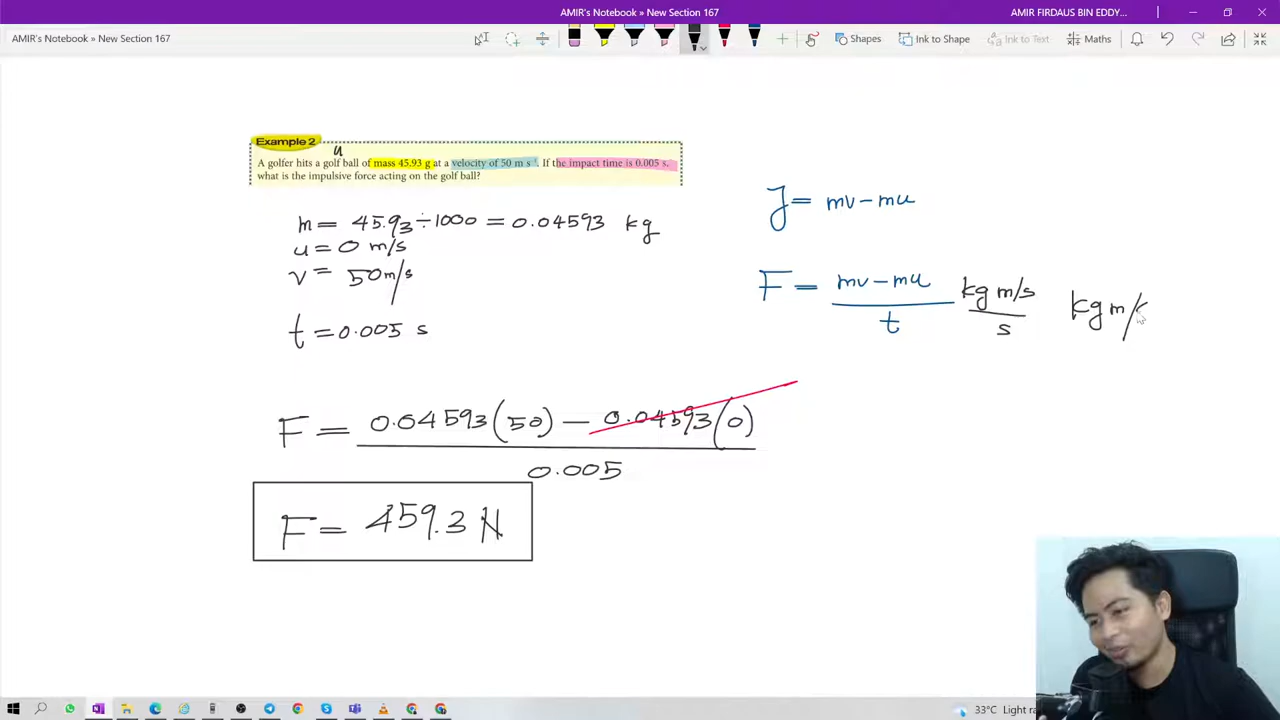 AMIR's Notebook » New Section 167
AMIR FIRDAUS BIN EDDY...
AMIR's Notebook » New Section 167
Shapes
Ink to Shape
Ink to Text
Maths
Example 2
u
A golfer hits a golf ball of mass 45.93 g at a velocity of 50 m s⁻¹. If the impact time is 0.005 s,
what is the impulsive force acting on the golf ball?
m = 45.93 ÷ 1000 = 0.04593 kg
u = 0 m/s
v = 50 m/s
t = 0.005 s
J = mv − mu
F = mv − mu kg m/s kg m/
t s
F = 0.04593(50) − 0.04593(0)
0.005
F = 459.3 N
33°C Light ra